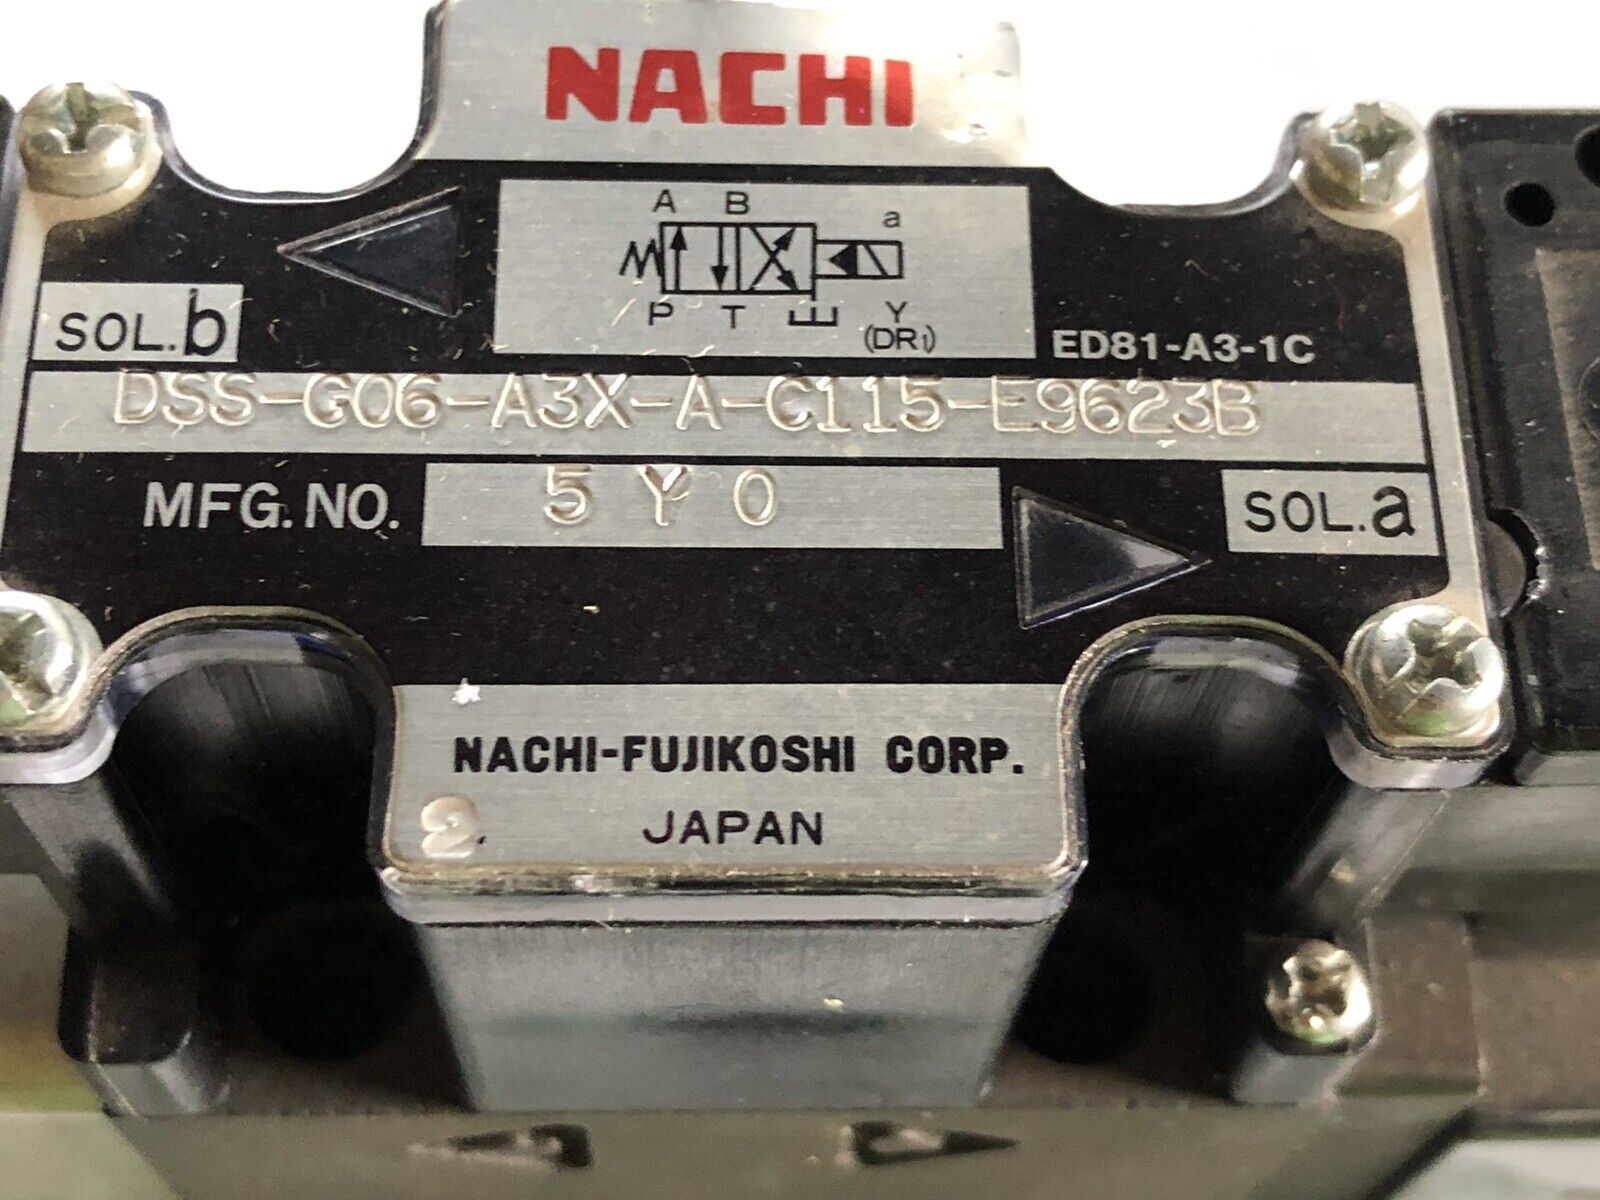 NACHI
A B a
P T Y
(DR1)
SOL.b
ED81-A3-1C
DSS-G06-A3X-A-C115-E9623B
MFG.NO. 5 Y 0
SOL.a
NACHI-FUJIKOSHI CORP.
2. JAPAN